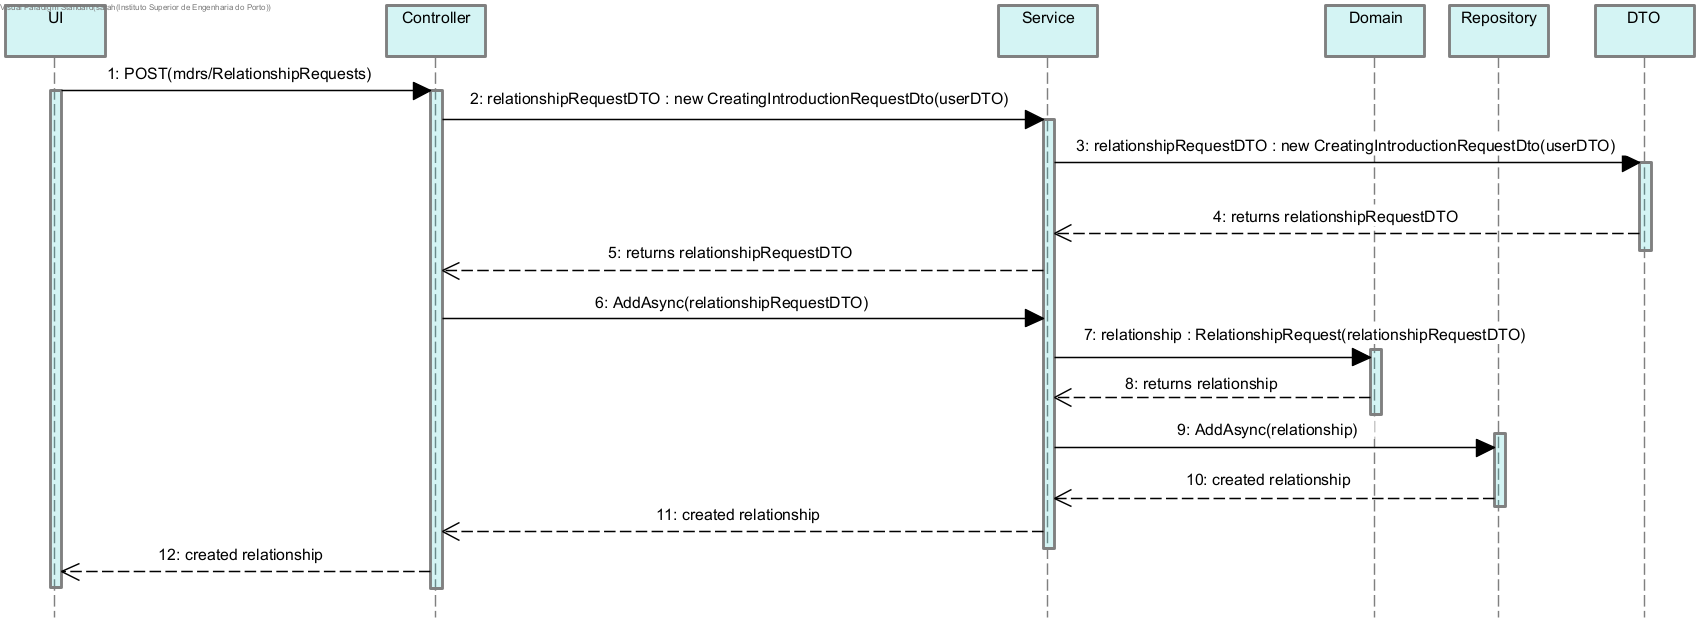 Visual Paradigm Standard(sarah(Instituto Superior de Engenharia do Porto))
UI
Controller
Service
Domain
Repository
DTO
1: POST(mdrs/RelationshipRequests)
2: relationshipRequestDTO : new CreatingIntroductionRequestDto(userDTO)
3: relationshipRequestDTO : new CreatingIntroductionRequestDto(userDTO)
4: returns relationshipRequestDTO
5: returns relationshipRequestDTO
6: AddAsync(relationshipRequestDTO)
7: relationship : RelationshipRequest(relationshipRequestDTO)
8: returns relationship
9: AddAsync(relationship)
10: created relationship
11: created relationship
12: created relationship